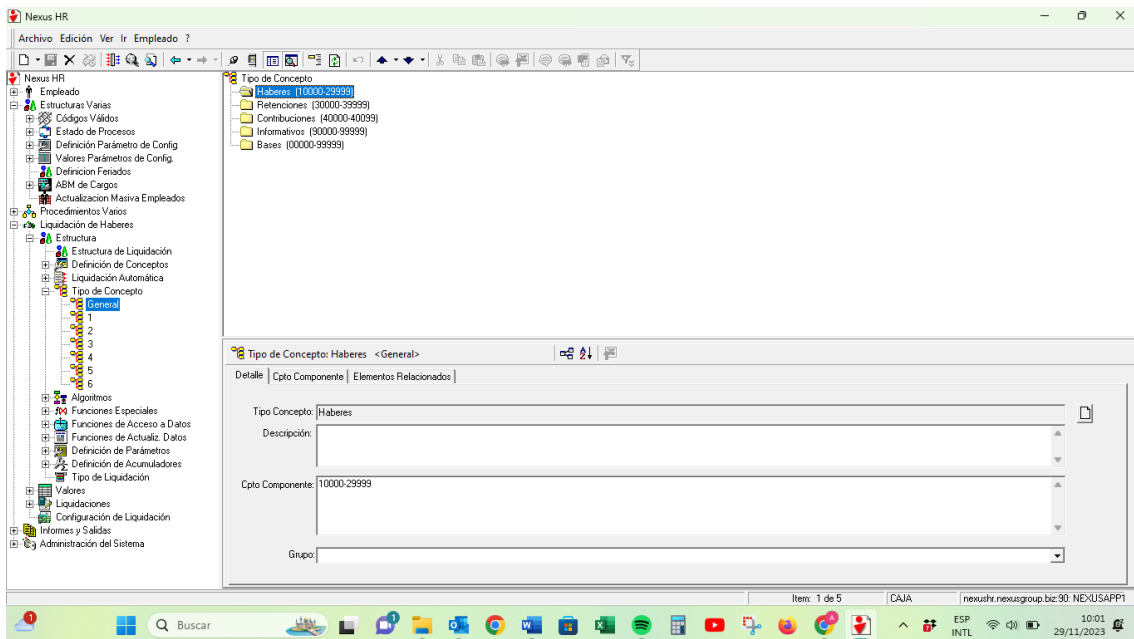 Nexus HR
Archivo Edición Ver Ir Empleado ?
Nexus HR
Empleado
Estructuras Varias
Códigos Válidos
Estado de Procesos
Definición Parámetro de Config
Valores Parámetros de Config.
Definicion Feriados
ABM de Cargos
Actualizacion Masiva Empleados
Procedimientos Varios
Liquidación de Haberes
Estructura
Estructura de Liquidación
Definición de Conceptos
Liquidación Automática
Tipo de Concepto
General
1
2
3
4
5
6
Algoritmos
Funciones Especiales
Funciones de Acceso a Datos
Funciones de Actualiz. Datos
Definición de Parámetros
Definición de Acumuladores
Tipo de Liquidación
Valores
Liquidaciones
Configuración de Liquidación
Informes y Salidas
Administración del Sistema
Tipo de Concepto
Haberes (10000-29999)
Retenciones (30000-39999)
Contribuciones (40000-40099)
Informativos (90000-99999)
Bases (00000-99999)
Tipo de Concepto: Haberes <General>
Detalle Cpto Componente Elementos Relacionados
Tipo Concepto: Haberes
Descripción:
Cpto Componente: 10000-29999
Grupo:
Item: 1 de 5 CAJA nexushr.nexusgroup.biz:90: NEXUSAPP1
Buscar
ESP
INTL
10:01
29/11/2023